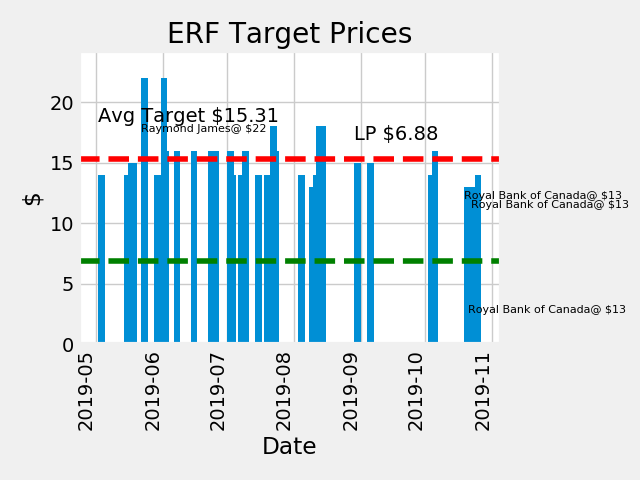 ERF Target Prices
20
15
10
5
0
$
Avg Target $15.31
Raymond James@ $22
LP $6.88
Royal Bank of Canada@ $13
Royal Bank of Canada@ $13
Royal Bank of Canada@ $13
2019-05
2019-06
2019-07
2019-08
2019-09
2019-10
2019-11
Date